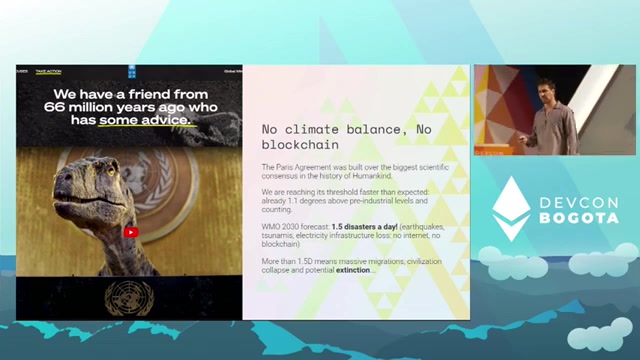 TAKE ACTION
We have a friend from
66 million years ago who
has some advice.
No climate balance, No
blockchain
The Paris Agreement was built over the biggest scientific
consensus in the history of Humankind.
We are reaching its threshold faster than expected:
already 1.1 degrees above pre-industrial levels and
counting.
WMO 2030 forecast: 1.5 disasters a day! (earthquakes,
tsunamis, electricity infrastructure loss: no internet, no
blockchain)
More than 1.5D means massive migrations, civilization
collapse and potential extinction...
DEVCON
BOGOTA